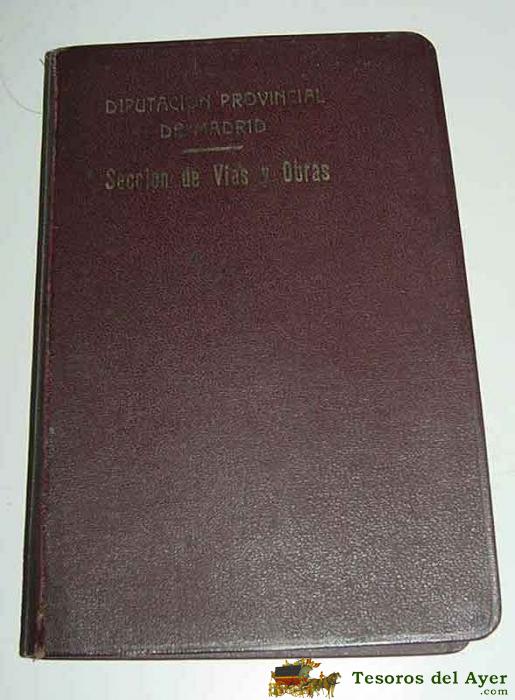 DIPUTACION PROVINCIAL
DE MADRID
Seccion de Vias y Obras
Tesoros del Ayer
.com